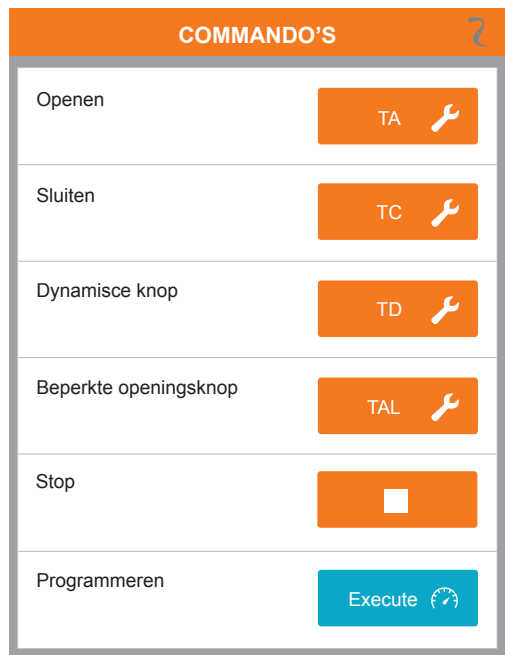 COMMANDO'S
Openen
TA
Sluiten
TC
Dynamisce knop
TD
Beperkte openingsknop
TAL
Stop
Programmeren
Execute